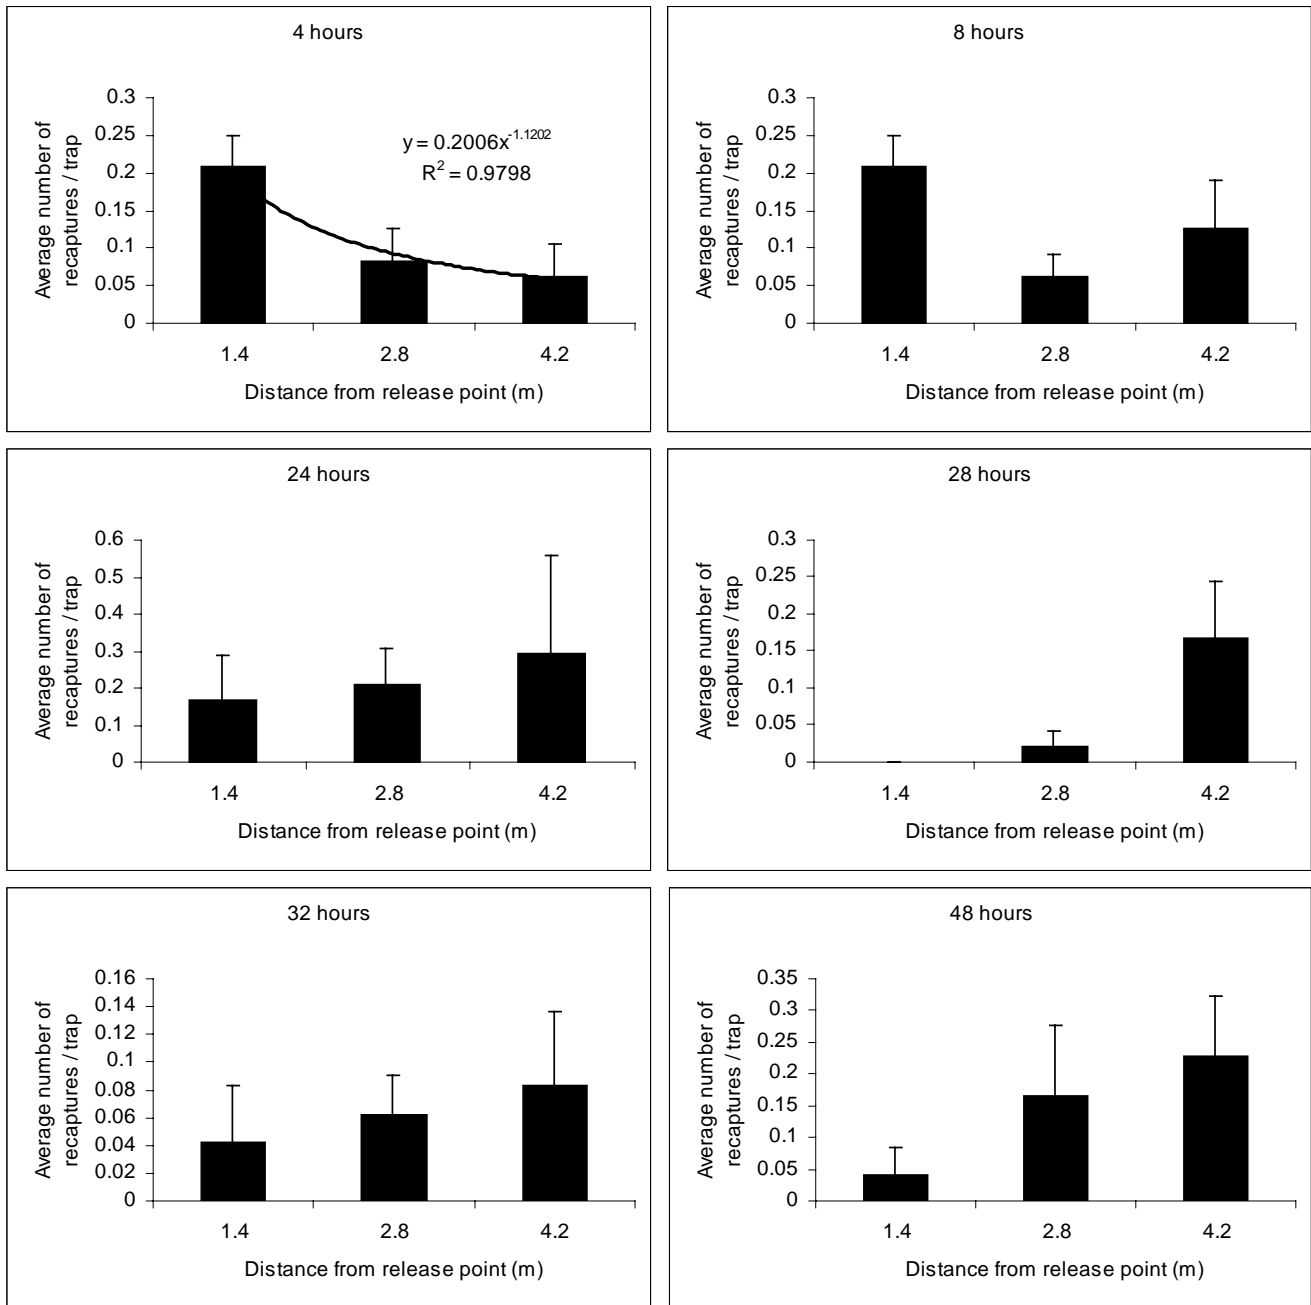 4 hours
Average number of
recaptures / trap
0.3
0.25
0.2
0.15
0.1
0.05
0
y = 0.2006x^-1.1202
R² = 0.9798
1.4 2.8 4.2
Distance from release point (m)
8 hours
Average number of
recaptures / trap
0.3
0.25
0.2
0.15
0.1
0.05
0
1.4 2.8 4.2
Distance from release point (m)
24 hours
Average number of
recaptures / trap
0.6
0.5
0.4
0.3
0.2
0.1
0
1.4 2.8 4.2
Distance from release point (m)
28 hours
Average number of
recaptures / trap
0.3
0.25
0.2
0.15
0.1
0.05
0
1.4 2.8 4.2
Distance from release point (m)
32 hours
Average number of
recaptures / trap
0.16
0.14
0.12
0.1
0.08
0.06
0.04
0.02
0
1.4 2.8 4.2
Distance from release point (m)
48 hours
Average number of
recaptures / trap
0.35
0.3
0.25
0.2
0.15
0.1
0.05
0
1.4 2.8 4.2
Distance from release point (m)